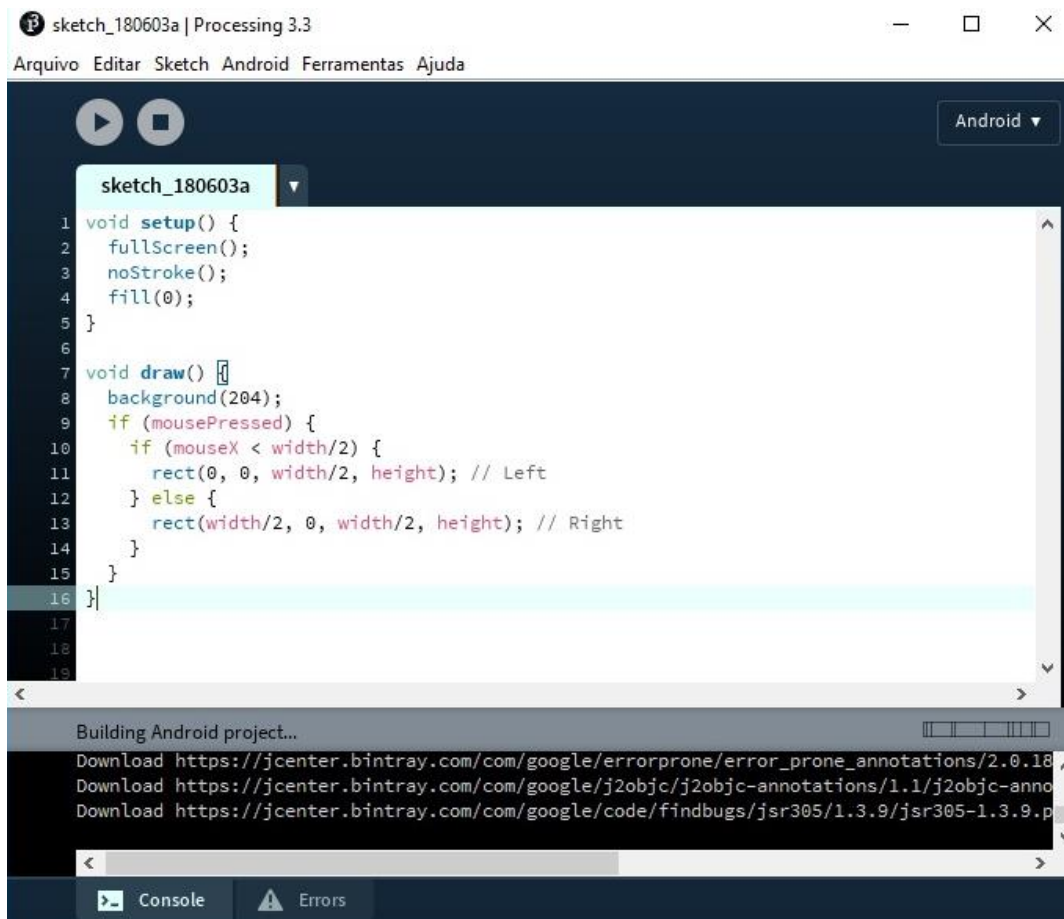 sketch_180603a | Processing 3.3
Arquivo Editar Sketch Android Ferramentas Ajuda
Android ▼
sketch_180603a ▼
1 void setup() {
2   fullScreen();
3   noStroke();
4   fill(0);
5 }
6
7 void draw() {
8   background(204);
9   if (mousePressed) {
10     if (mouseX < width/2) {
11       rect(0, 0, width/2, height); // Left
12     } else {
13       rect(width/2, 0, width/2, height); // Right
14     }
15   }
16 }
17
18
19
Building Android project...
Download https://jcenter.bintray.com/com/google/errorprone/error_prone_annotations/2.0.18
Download https://jcenter.bintray.com/com/google/j2objc/j2objc-annotations/1.1/j2objc-anno
Download https://jcenter.bintray.com/com/google/code/findbugs/jsr305/1.3.9/jsr305-1.3.9.p
Console Errors